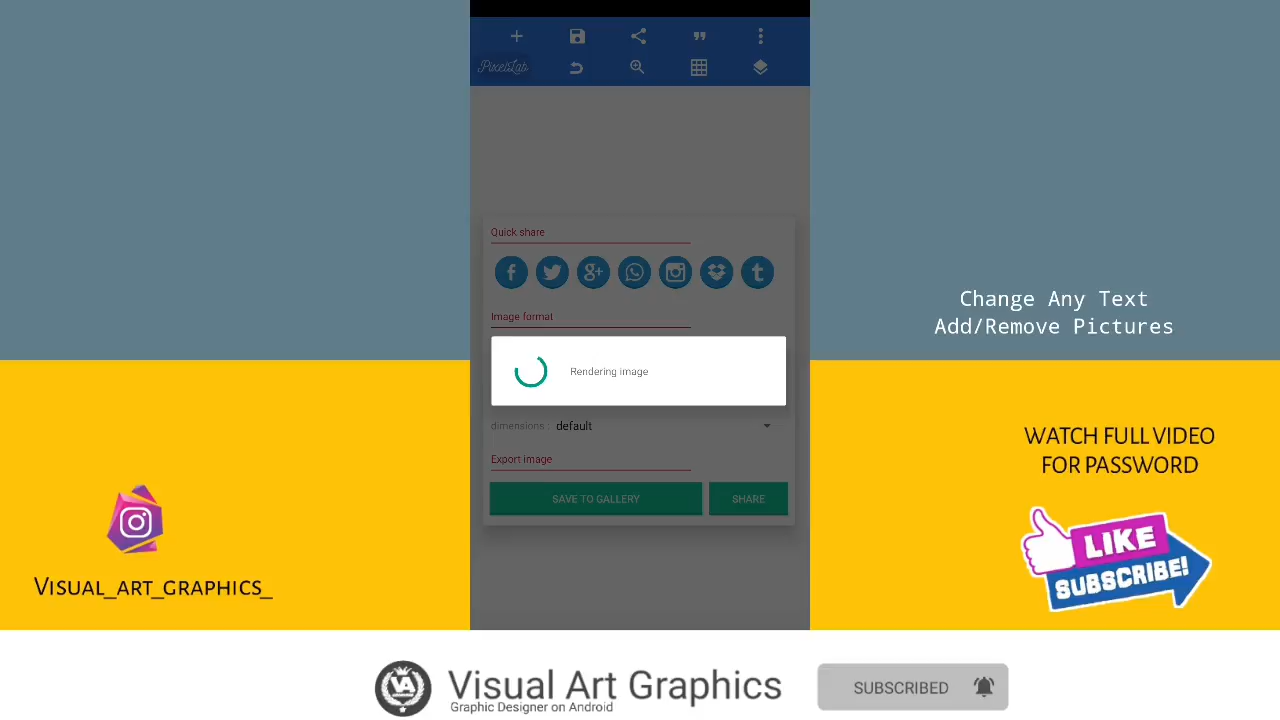 PixelLab
Quick share
Image format
Rendering image
dimensions : default
Export image
SAVE TO GALLERY
SHARE
Change Any Text
Add/Remove Pictures
WATCH FULL VIDEO
FOR PASSWORD
LIKE
SUBSCRIBE!
VISUAL_ART_GRAPHICS_
VA
Visual Art Graphics
Graphic Designer on Android
SUBSCRIBED